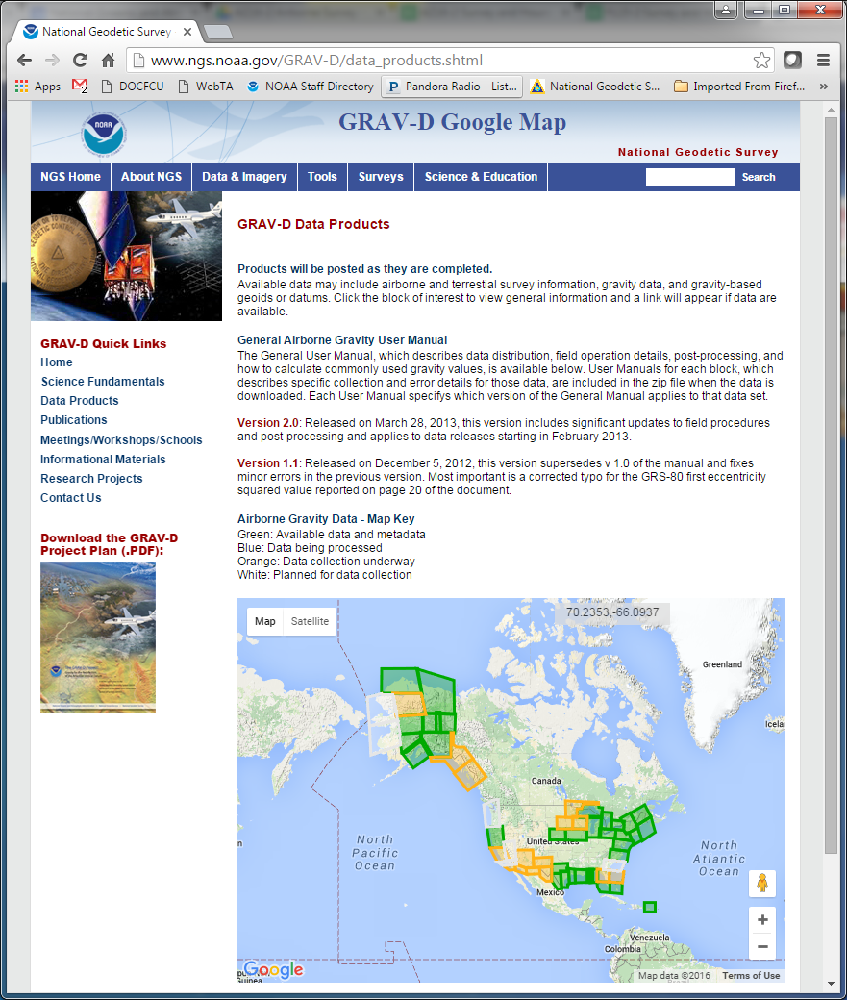 National Geodetic Survey
www.ngs.noaa.gov/GRAV-D/data_products.shtml
Apps
2
DOCFCU
WebTA
NOAA Staff Directory
P Pandora Radio - List...
National Geodetic S...
Imported From Firef...
»
NOAA
GRAV-D Google Map
National Geodetic Survey
NGS Home
About NGS
Data & Imagery
Tools
Surveys
Science & Education
Search
GRAV-D Quick Links
Home
Science Fundamentals
Data Products
Publications
Meetings/Workshops/Schools
Informational Materials
Research Projects
Contact Us
Download the GRAV-D
Project Plan (.PDF):
GRAV-D Data Products
Products will be posted as they are completed.
Available data may include airborne and terrestial survey information, gravity data, and gravity-based
geoids or datums. Click the block of interest to view general information and a link will appear if data are
available.
General Airborne Gravity User Manual
The General User Manual, which describes data distribution, field operation details, post-processing, and
how to calculate commonly used gravity values, is available below. User Manuals for each block, which
describes specific collection and error details for those data, are included in the zip file when the data is
downloaded. Each User Manual specifys which version of the General Manual applies to that data set.
Version 2.0: Released on March 28, 2013, this version includes significant updates to field procedures
and post-processing and applies to data releases starting in February 2013.
Version 1.1: Released on December 5, 2012, this version supersedes v 1.0 of the manual and fixes
minor errors in the previous version. Most important is a corrected typo for the GRS-80 first eccentricity
squared value reported on page 20 of the document.
Airborne Gravity Data - Map Key
Green: Available data and metadata
Blue: Data being processed
Orange: Data collection underway
White: Planned for data collection
Map
Satellite
70.2353,-66.0937
Greenland
Icela
Canada
United States
North
Pacific
Ocean
North
Atlantic
Ocean
Mexico
Venezuela
Colombia
Guinea
Google
Brazil
Map data ©2016
Terms of Use